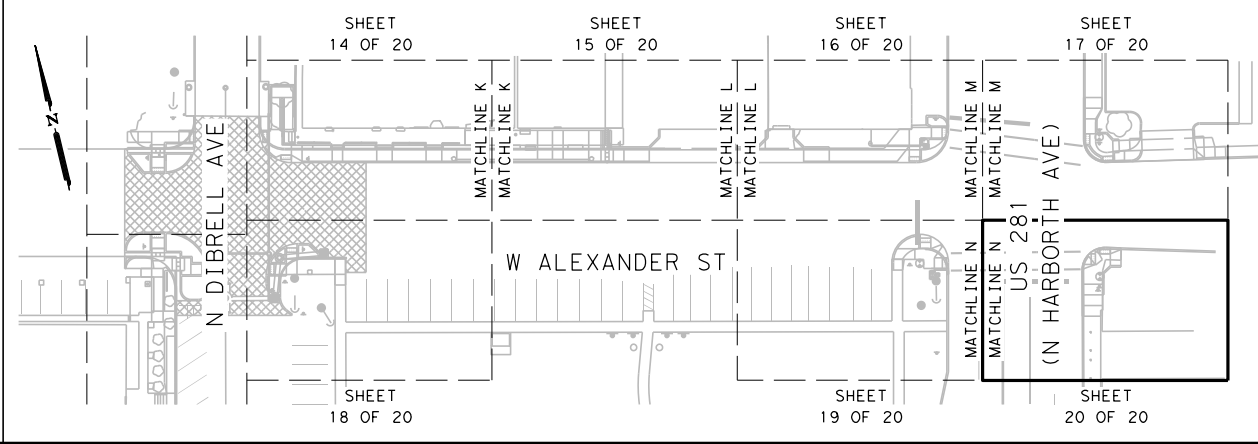 SHEET
14 OF 20
SHEET
15 OF 20
SHEET
16 OF 20
SHEET
17 OF 20
N
MATCHLINE K
MATCHLINE K
MATCHLINE L
MATCHLINE L
MATCHLINE M
MATCHLINE M
N DIBRELL AVE
W ALEXANDER ST
MATCHLINE N
MATCHLINE N
US 281
(N HARBORTH AVE)
SHEET
18 OF 20
SHEET
19 OF 20
SHEET
20 OF 20